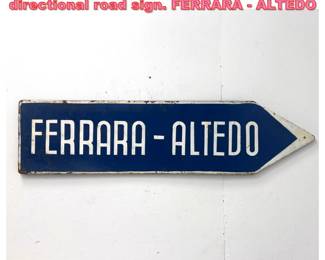 directional road sign. FERRARA - ALTEDO
FERRARA - ALTEDO